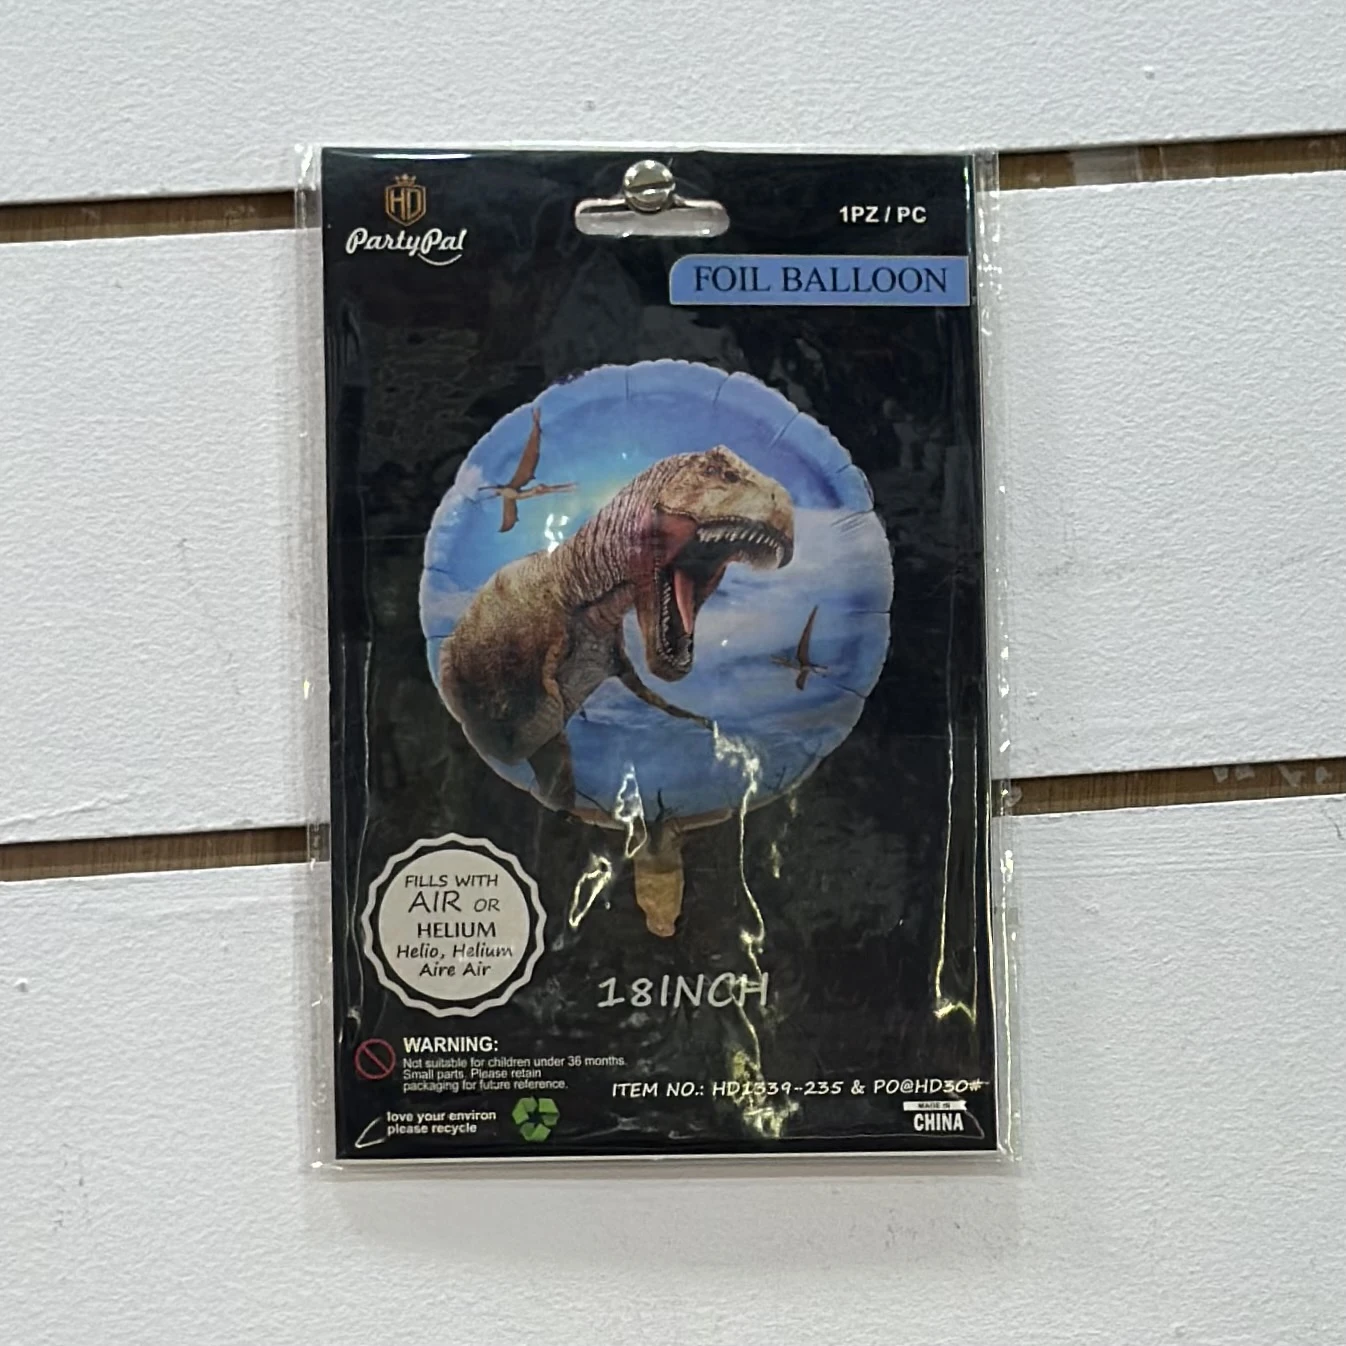 HD
PartyPal
1PZ / PC
FOIL BALLOON
FILLS WITH
AIR OR
HELIUM
Helio, Helium
Aire Air
18INCH
WARNING:
Not suitable for children under 36 months.
Small parts. Please retain
packaging for future reference.
ITEM NO.: HD1339-235 & PO@HD30#
love your environ
please recycle
MADE IN
CHINA